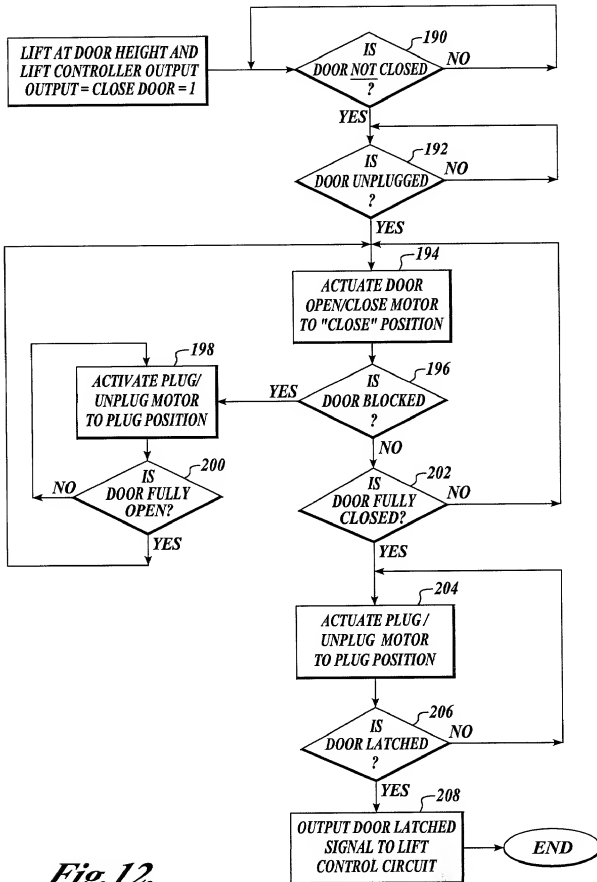 LIFT AT DOOR HEIGHT AND
LIFT CONTROLLER OUTPUT
OUTPUT = CLOSE DOOR = 1
190
IS
DOOR NOT CLOSED
?
NO
YES
192
IS
DOOR UNPLUGGED
?
NO
YES
194
ACTUATE DOOR
OPEN/CLOSE MOTOR
TO "CLOSE" POSITION
196
IS
DOOR BLOCKED
?
YES
NO
198
ACTIVATE PLUG/
UNPLUG MOTOR
TO PLUG POSITION
200
IS
DOOR FULLY
OPEN?
NO
YES
202
IS
DOOR FULLY
CLOSED?
NO
YES
204
ACTUATE PLUG /
UNPLUG MOTOR
TO PLUG POSITION
206
IS
DOOR LATCHED
?
NO
YES
208
OUTPUT DOOR LATCHED
SIGNAL TO LIFT
CONTROL CIRCUIT
END
Fig. 12.